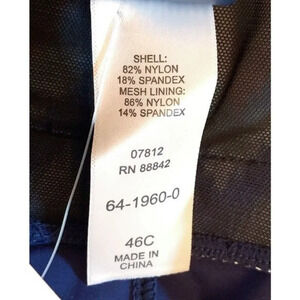 SHELL:
82% NYLON
18% SPANDEX
MESH LINING:
86% NYLON
14% SPANDEX
07812
RN 88842
64-1960-0
46C
MADE IN
CHINA